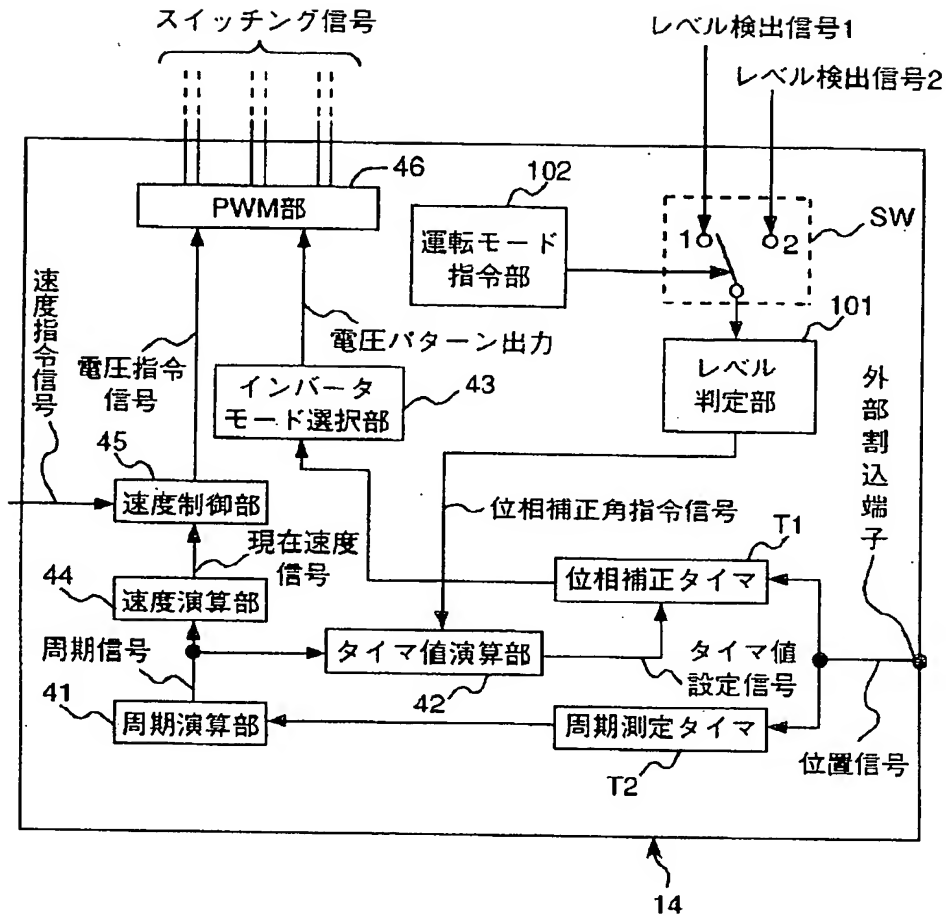 スイッチング信号
レベル検出信号1
レベル検出信号2
46
PWM部
102
運転モード
指令部
1
2
SW
速度指令信号
電圧指令
信号
電圧パターン出力
インバータ
モード選択部
43
101
レベル
判定部
外部割込端子
45
速度制御部
位相補正角指令信号
現在速度
信号
T1
位相補正タイマ
44
速度演算部
周期信号
タイマ値演算部
42
タイマ値
設定信号
41
周期演算部
周期測定タイマ
T2
位置信号
14